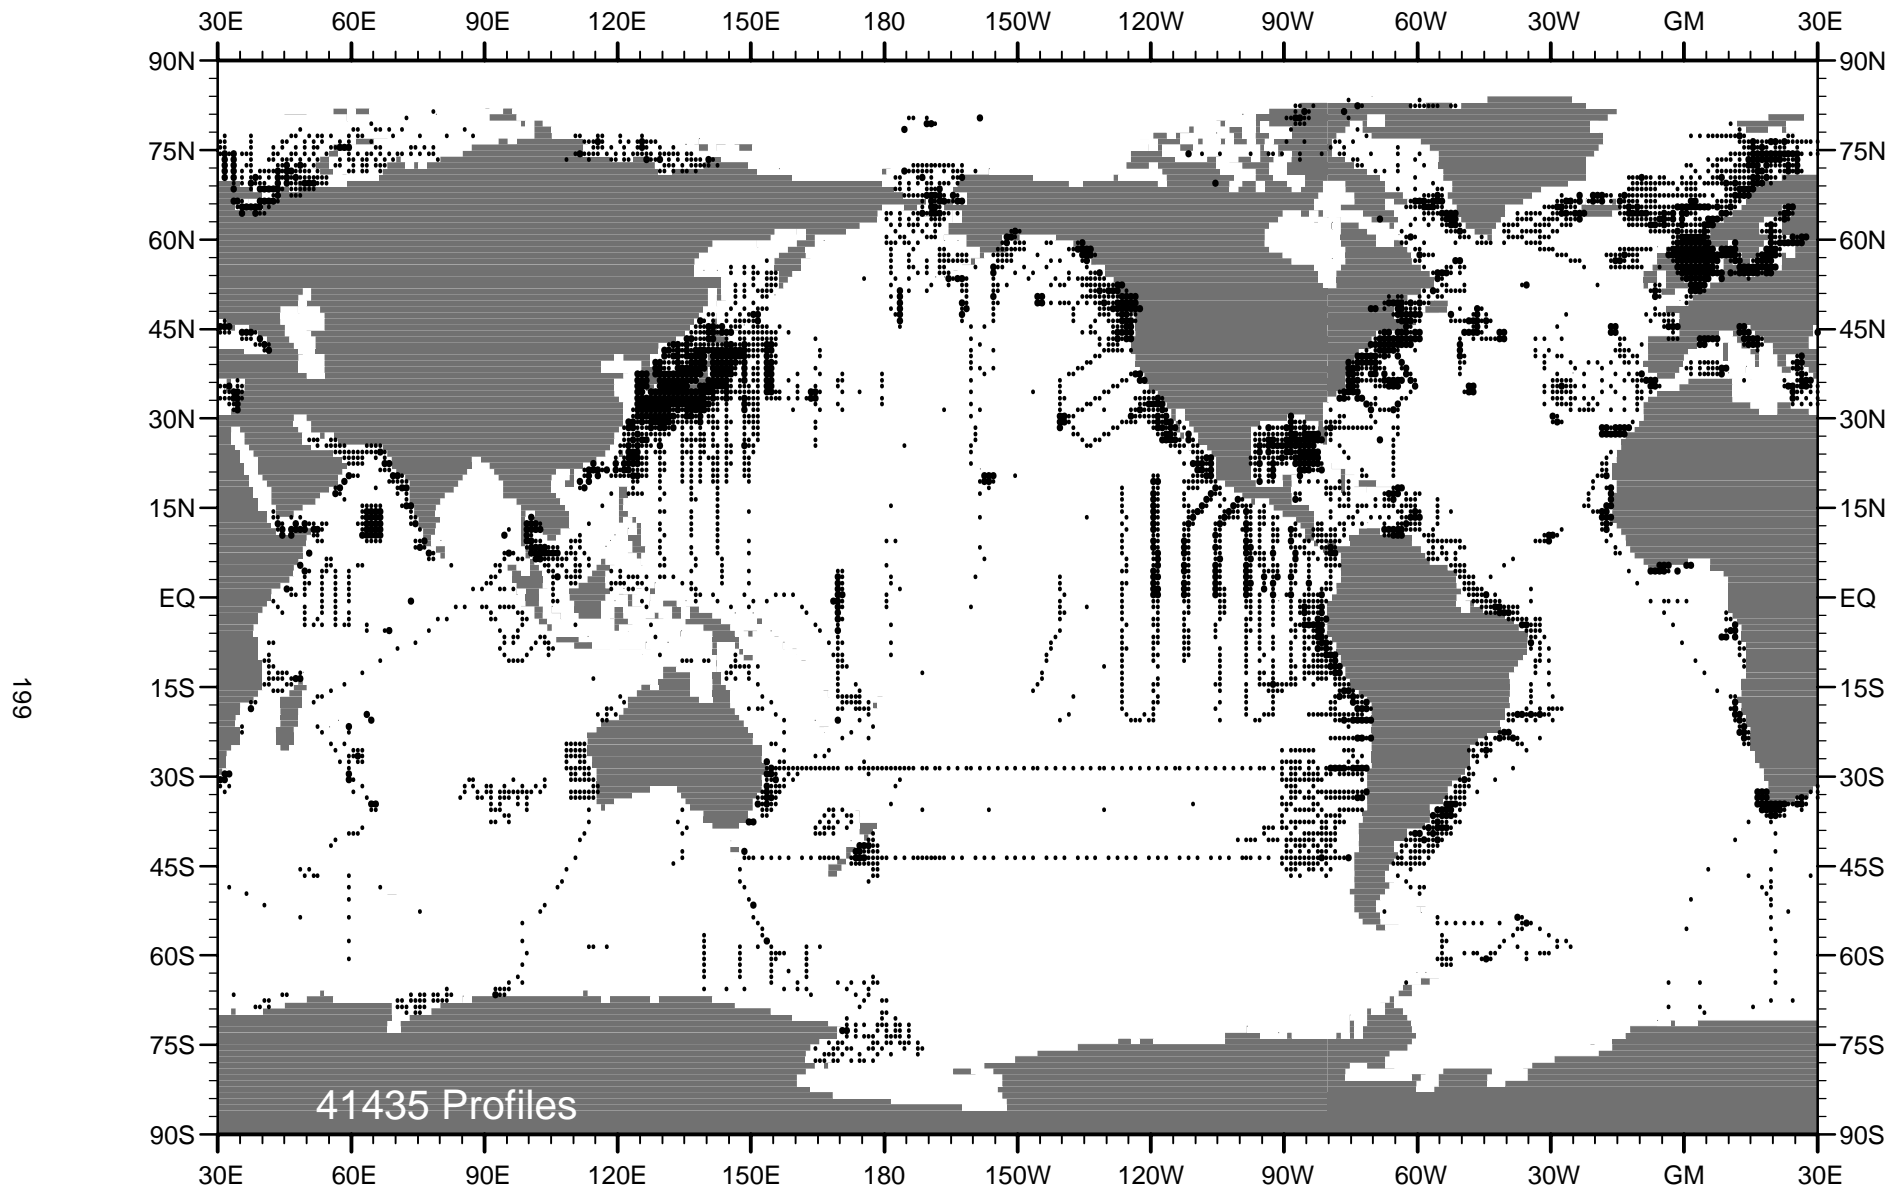 30E 60E 90E 120E 150E 180 150W 120W 90W 60W 30W GM 30E
90N 90N
75N 75N
60N 60N
45N 45N
30N 30N
15N 15N
EQ EQ
15S 15S
199
30S 30S
45S 45S
60S 60S
75S 75S
41435 Profiles
90S 90S
30E 60E 90E 120E 150E 180 150W 120W 90W 60W 30W GM 30E